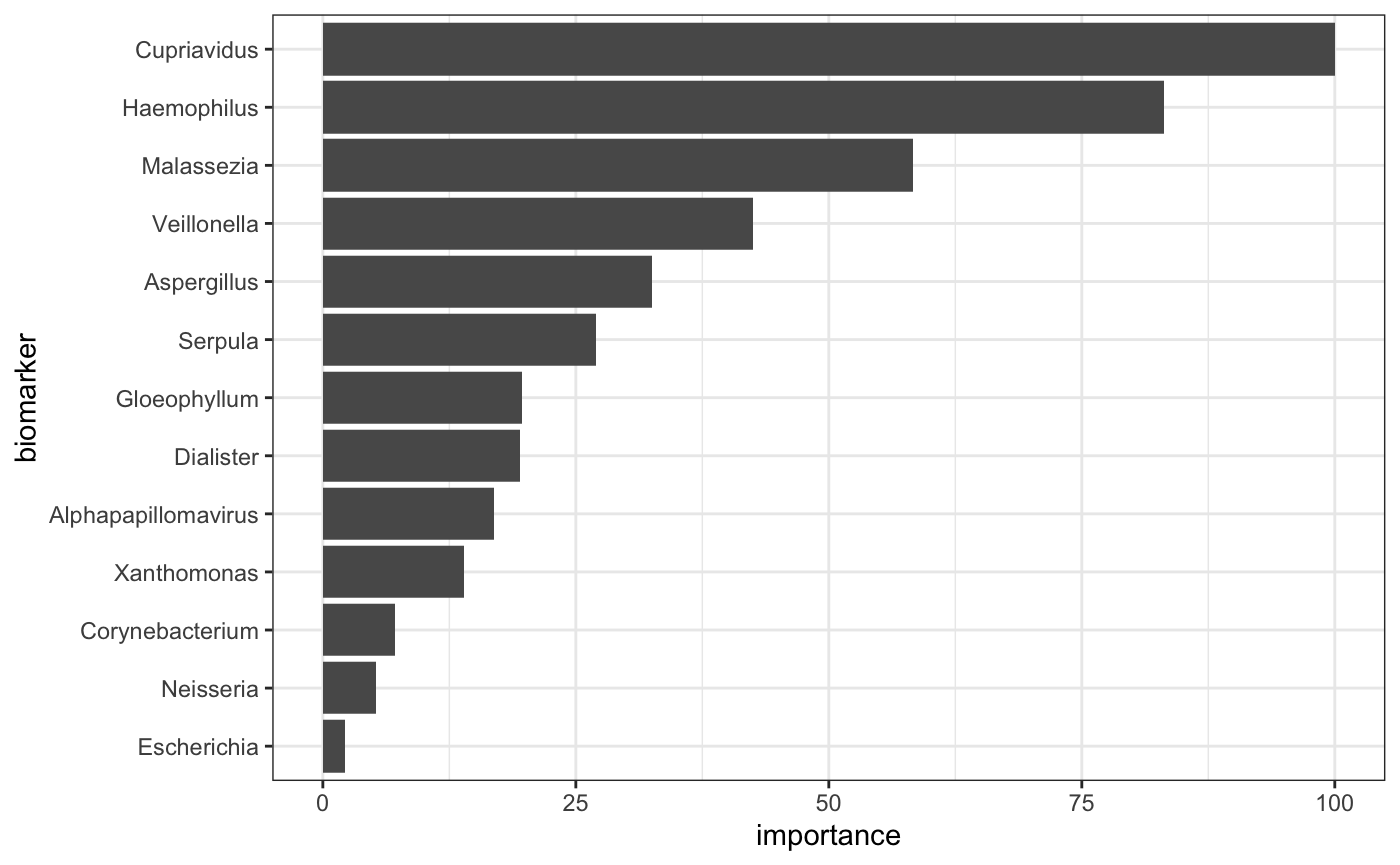 Cupriavidus
Haemophilus
Malassezia
Veillonella
Aspergillus
Serpula
Gloeophyllum
Dialister
Alphapapillomavirus
Xanthomonas
Corynebacterium
Neisseria
Escherichia
biomarker
0 25 50 75 100
importance